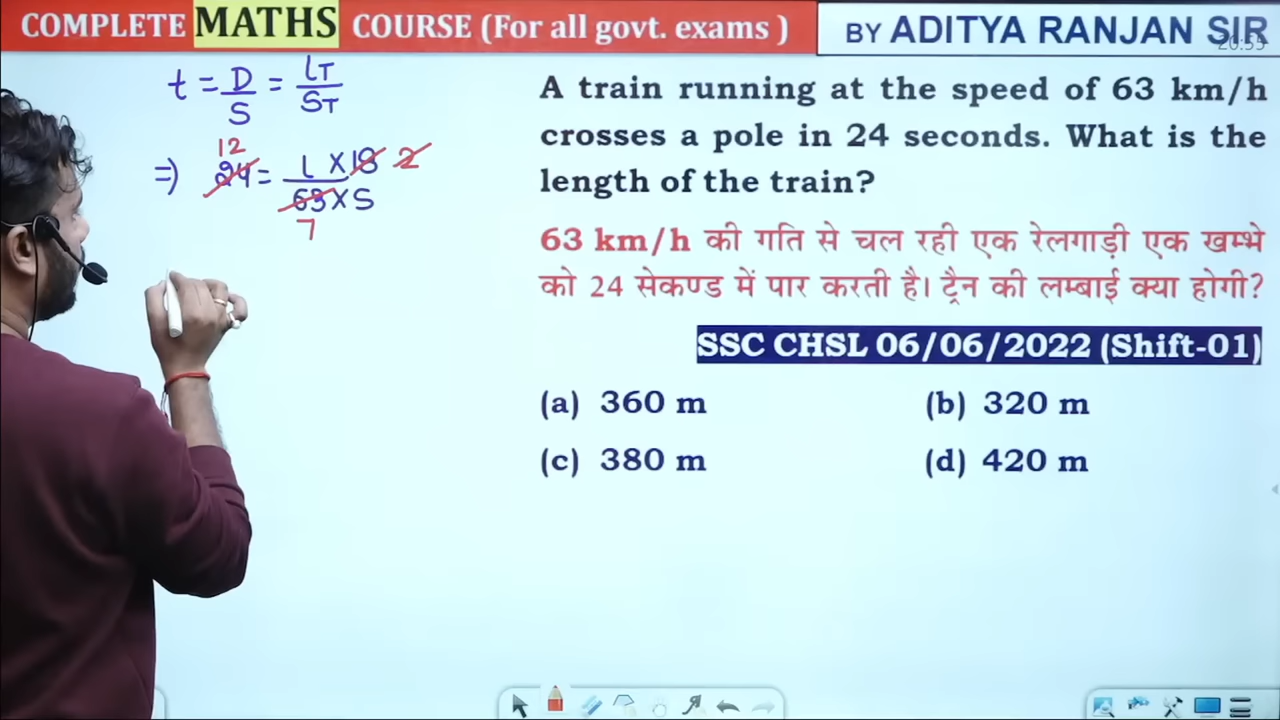 COMPLETE MATHS COURSE (For all govt. exams )
BY ADITYA RANJAN SIR
20:55
t = D/S = LT/ST
12
⇒ 24 = L × 18 2
63 × 5
7
A train running at the speed of 63 km/h
crosses a pole in 24 seconds. What is the
length of the train?
63 km/h की गति से चल रही एक रेलगाड़ी एक खम्भे
को 24 सेकण्ड में पार करती है। ट्रैन की लम्बाई क्या होगी?
SSC CHSL 06/06/2022 (Shift-01)
(a) 360 m
(b) 320 m
(c) 380 m
(d) 420 m